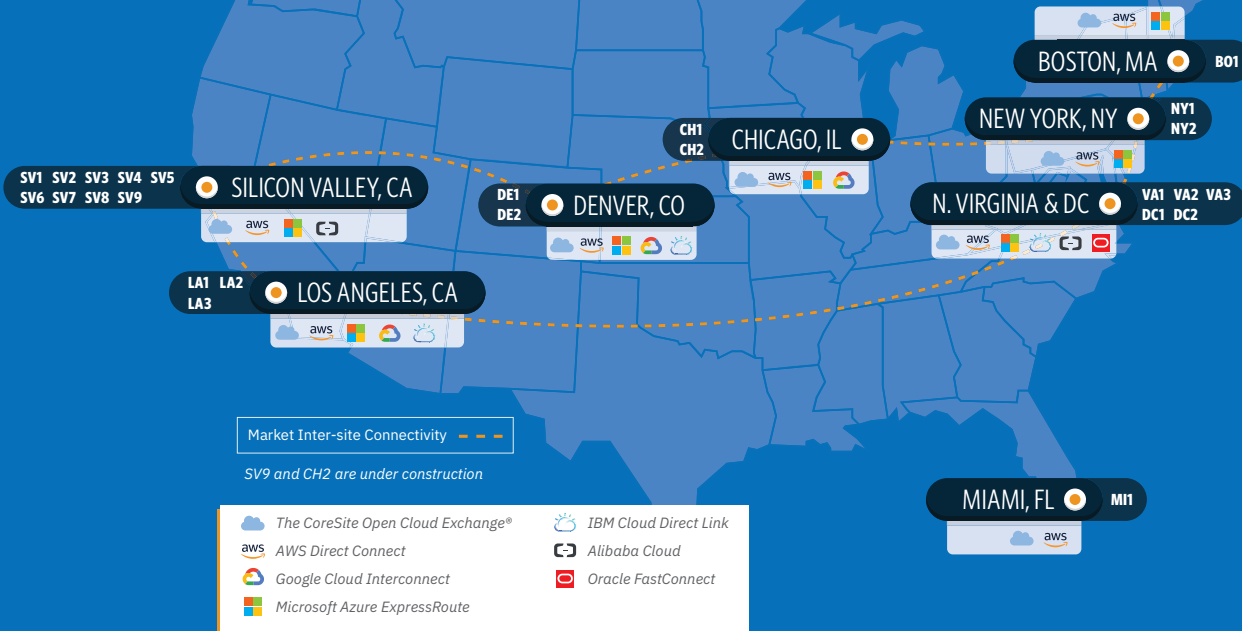 aws
BOSTON, MA BO1
NEW YORK, NY NY1
NY2
aws
CH1
CH2 CHICAGO, IL
aws
SV1 SV2 SV3 SV4 SV5
SV6 SV7 SV8 SV9 SILICON VALLEY, CA
aws
DE1
DE2 DENVER, CO
aws
N. VIRGINIA & DC VA1 VA2 VA3
DC1 DC2
aws
LA1 LA2
LA3 LOS ANGELES, CA
aws
Market Inter-site Connectivity
SV9 and CH2 are under construction
MIAMI, FL MI1
aws
The CoreSite Open Cloud Exchange®
aws AWS Direct Connect
Google Cloud Interconnect
Microsoft Azure ExpressRoute
IBM Cloud Direct Link
Alibaba Cloud
Oracle FastConnect